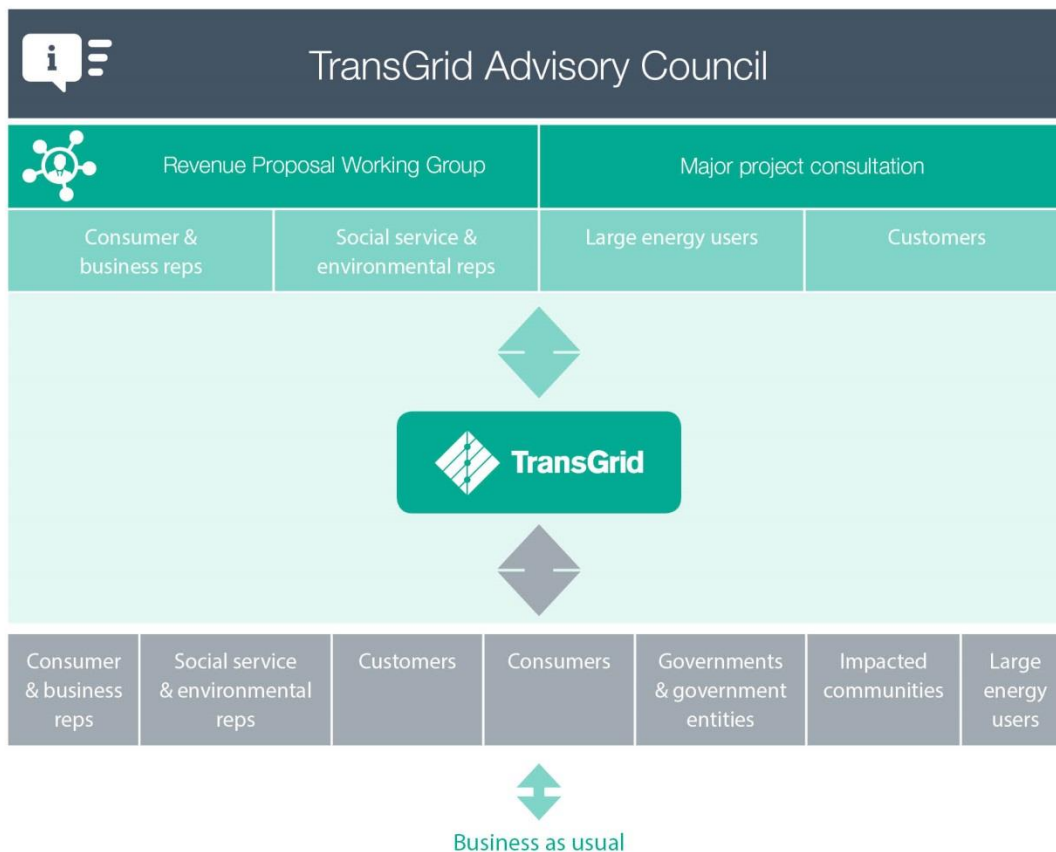 TransGrid Advisory Council
Revenue Proposal Working Group
Major project consultation
Consumer &
business reps
Social service &
environmental reps
Large energy users
Customers
TransGrid
Consumer
& business
reps
Social service
& environmental
reps
Customers
Consumers
Governments
& government
entities
Impacted
communities
Large
energy
users
Business as usual